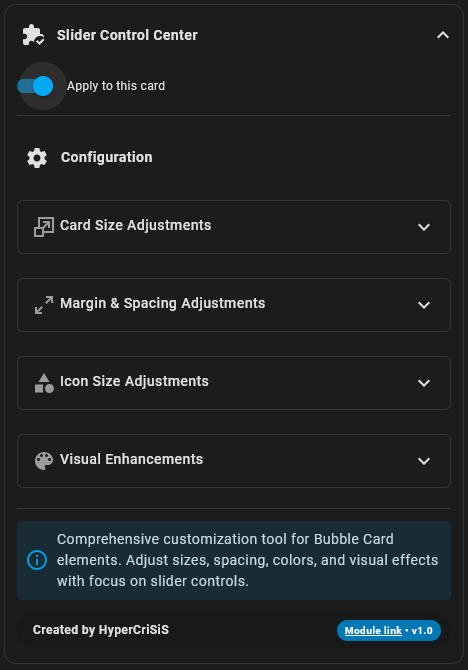 Slider Control Center
Apply to this card
Configuration
Card Size Adjustments
Margin & Spacing Adjustments
Icon Size Adjustments
Visual Enhancements
Comprehensive customization tool for Bubble Card
elements. Adjust sizes, spacing, colors, and visual effects
with focus on slider controls.
Created by HyperCriSiS
Module link • v1.0